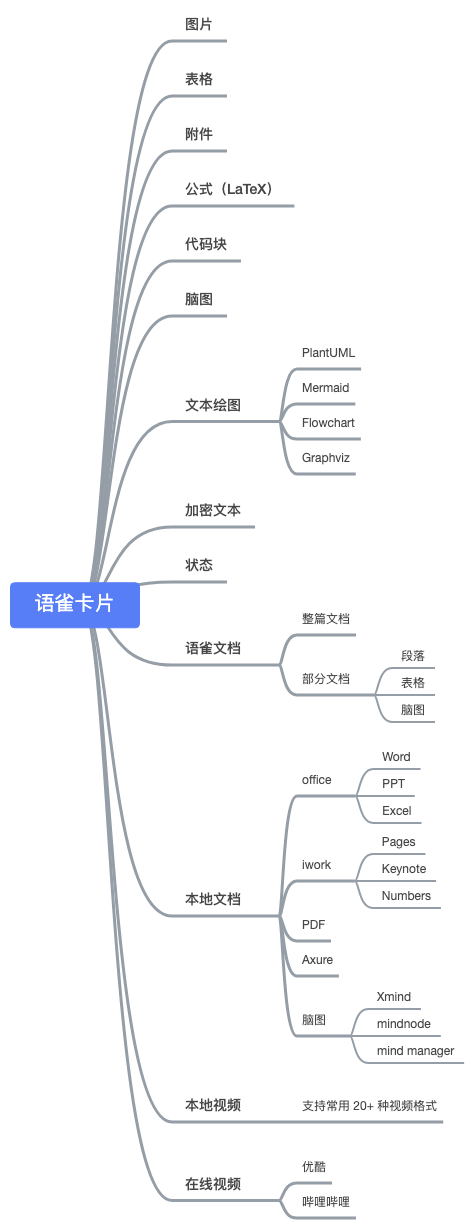 图片
表格
附件
公式（LaTeX）
代码块
脑图
文本绘图
PlantUML
Mermaid
Flowchart
Graphviz
加密文本
状态
语雀卡片
语雀文档
整篇文档
部分文档
段落
表格
脑图
本地文档
office
Word
PPT
Excel
iwork
Pages
Keynote
Numbers
PDF
Axure
脑图
Xmind
mindnode
mind manager
本地视频
支持常用 20+ 种视频格式
在线视频
优酷
哔哩哔哩